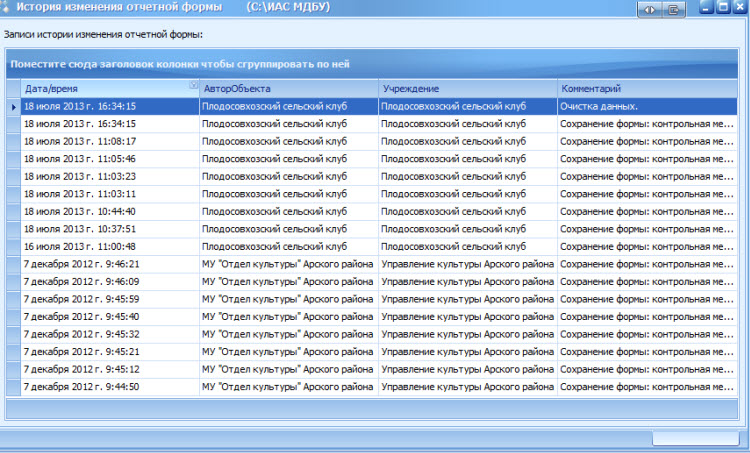 История изменения отчетной формы (C:\ИАС МДБУ)
Записи истории изменения отчетной формы:
Поместите сюда заголовок колонки чтобы сгруппировать по ней
Дата/время АвторОбъекта Учреждение Комментарий
18 июля 2013 г. 16:34:15 Плодосовхозский сельский клуб Плодосовхозский сельский клуб Очистка данных.
18 июля 2013 г. 16:34:15 Плодосовхозский сельский клуб Плодосовхозский сельский клуб Сохранение формы: контрольная ме...
18 июля 2013 г. 11:08:17 Плодосовхозский сельский клуб Плодосовхозский сельский клуб Сохранение формы: контрольная ме...
18 июля 2013 г. 11:05:46 Плодосовхозский сельский клуб Плодосовхозский сельский клуб Сохранение формы: контрольная ме...
18 июля 2013 г. 11:03:23 Плодосовхозский сельский клуб Плодосовхозский сельский клуб Сохранение формы: контрольная ме...
18 июля 2013 г. 11:03:11 Плодосовхозский сельский клуб Плодосовхозский сельский клуб Сохранение формы: контрольная ме...
18 июля 2013 г. 10:44:40 Плодосовхозский сельский клуб Плодосовхозский сельский клуб Сохранение формы: контрольная ме...
18 июля 2013 г. 10:37:51 Плодосовхозский сельский клуб Плодосовхозский сельский клуб Сохранение формы: контрольная ме...
16 июля 2013 г. 11:00:48 Плодосовхозский сельский клуб Плодосовхозский сельский клуб Сохранение формы: контрольная ме...
7 декабря 2012 г. 9:46:21 МУ "Отдел культуры" Арского района Управление культуры Арского района Сохранение формы: контрольная ме...
7 декабря 2012 г. 9:46:09 МУ "Отдел культуры" Арского района Управление культуры Арского района Сохранение формы: контрольная ме...
7 декабря 2012 г. 9:45:59 МУ "Отдел культуры" Арского района Управление культуры Арского района Сохранение формы: контрольная ме...
7 декабря 2012 г. 9:45:40 МУ "Отдел культуры" Арского района Управление культуры Арского района Сохранение формы: контрольная ме...
7 декабря 2012 г. 9:45:32 МУ "Отдел культуры" Арского района Управление культуры Арского района Сохранение формы: контрольная ме...
7 декабря 2012 г. 9:45:21 МУ "Отдел культуры" Арского района Управление культуры Арского района Сохранение формы: контрольная ме...
7 декабря 2012 г. 9:45:12 МУ "Отдел культуры" Арского района Управление культуры Арского района Сохранение формы: контрольная ме...
7 декабря 2012 г. 9:44:50 МУ "Отдел культуры" Арского района Управление культуры Арского района Сохранение формы: контрольная ме...